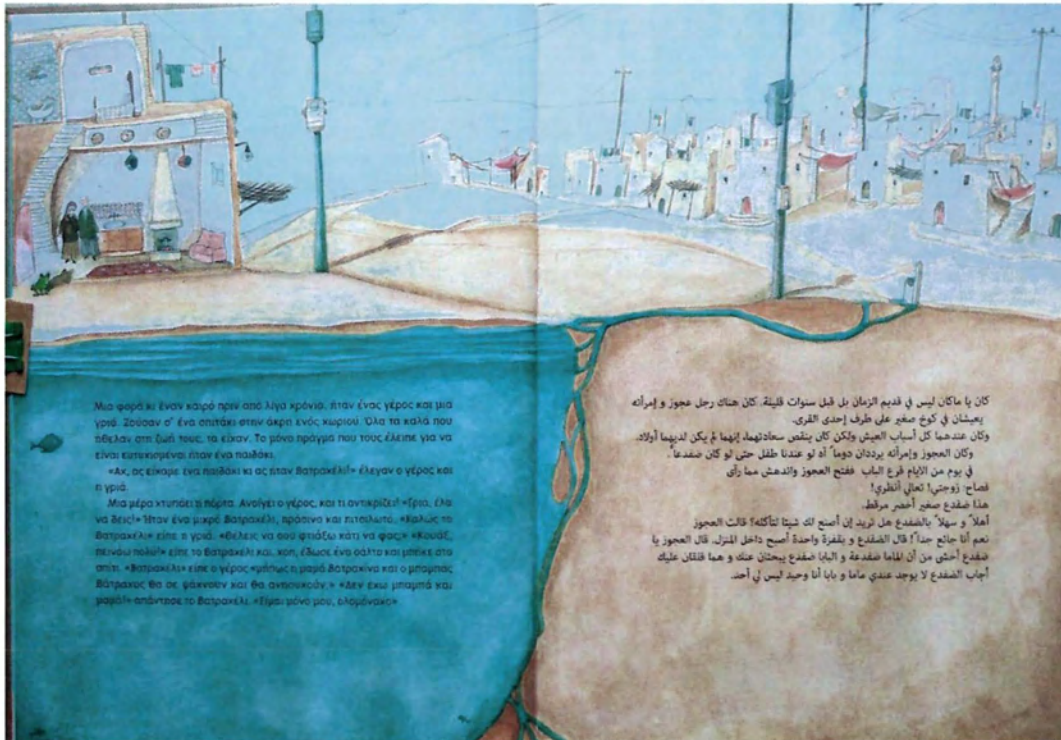 Μια φορά κι έναν καιρό πριν από λίγα χρόνια, ήταν ένας γέρος και μια
γριά. Ζούσαν σ' ένα σπιτάκι στην άκρη ενός χωριού. Όλα τα καλά που
ήθελαν στη ζωή τους, τα είχαν. Το μόνο πράγμα που τους έλειπε για να
είναι ευτυχισμένοι ήταν ένα παιδάκι.
«Αχ, ας είχαμε ένα παιδάκι κι ας ήταν Βατραχέλι!» έλεγαν ο γέρος και
η γριά.
Μια μέρα χτυπάει η πόρτα. Ανοίγει ο γέρος, και τι αντικρίζει! «Γριά, έλα
να δεις!» Ήταν ένα μικρό Βατραχέλι, πράσινο και πιτσιλωτό. «Καλώς το
Βατραχέλι» είπε η γριά. «Θέλεις να σου φτιάξω κάτι να φας;» «Κουάξ,
πεινάω πολύ!» είπε το Βατραχέλι και, χοπ, έδωσε ένα σάλτο και μπήκε στο
σπίτι. «Βατραχέλι» είπε ο γέρος «μήπως η μαμά Βατραχίνα και ο μπαμπάς
Βάτραχος θα σε ψάχνουν και θα ανησυχούν;» «Δεν έχω μπαμπά και
μαμά!» απάντησε το Βατραχέλι. «Είμαι μόνο μου, ολομόναχο»
كان يا ماكان ليس في قديم الزمان بل قبل سنوات قليلة. كان هناك رجل عجوز و إمرأته
يعيشان في كوخ صغير على طرف إحدى القرى.
وكان عندهما كل أسباب العيش ولكن كان ينقص سعادتهما، إنهما لم يكن لديهما أولاد.
وكان العجوز وإمرأته يرددان دوماً آه لو عندنا طفل حتى لو كان ضفدعاً.
في يوم من الأيام قرع الباب ففتح العجوز واندهش مما رأى
فصاح: زوجتي! تعالي أنظري!
هذا ضفدع صغير أخضر مرقط.
أهلاً و سهلاً بالضفدع هل تريد إن أصنع لك شيئا لتأكله؟ قالت العجوز
نعم أنا جائع جداً! قال الضفدع و بقفزة واحدة أصبح داخل المنزل. قال العجوز يا
ضفدع أخشى من أن الماما ضفدعة و البابا ضفدع يبحثان عنك و هما قلقان عليك
أجاب الضفدع لا يوجد عندي ماما و بابا أنا وحيد ليس لي أحد.